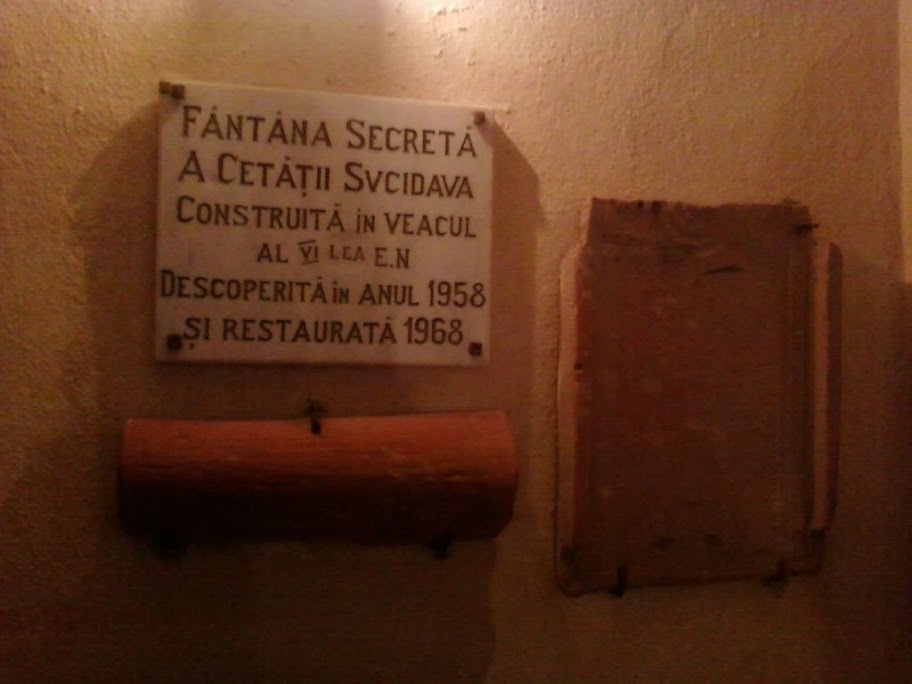 FÂNTÂNA SECRETĂ
A CETĂȚII SVCIDAVA
CONSTRUITĂ ÎN VEACUL
AL VI LEA E.N
DESCOPERITĂ ÎN ANUL 1958
ȘI RESTAURATĂ 1968